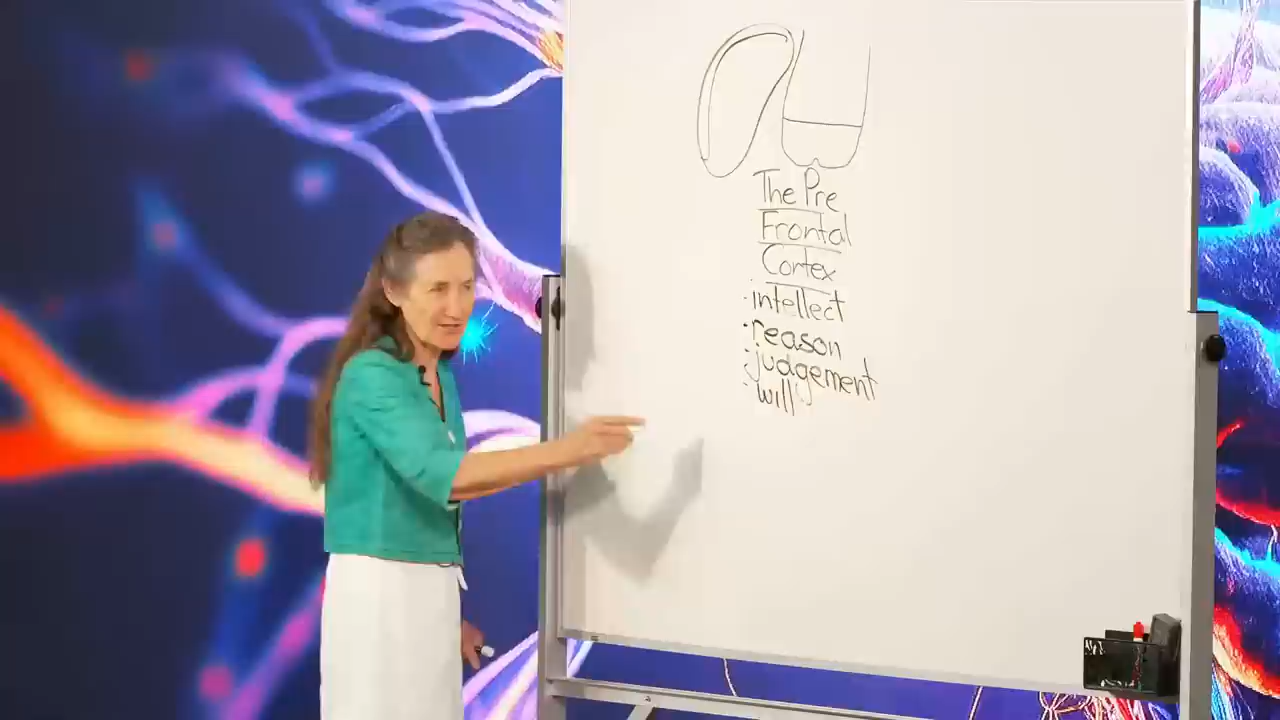 The Pre
Frontal
Cortex
·intellect
·reason
·judgement
·will